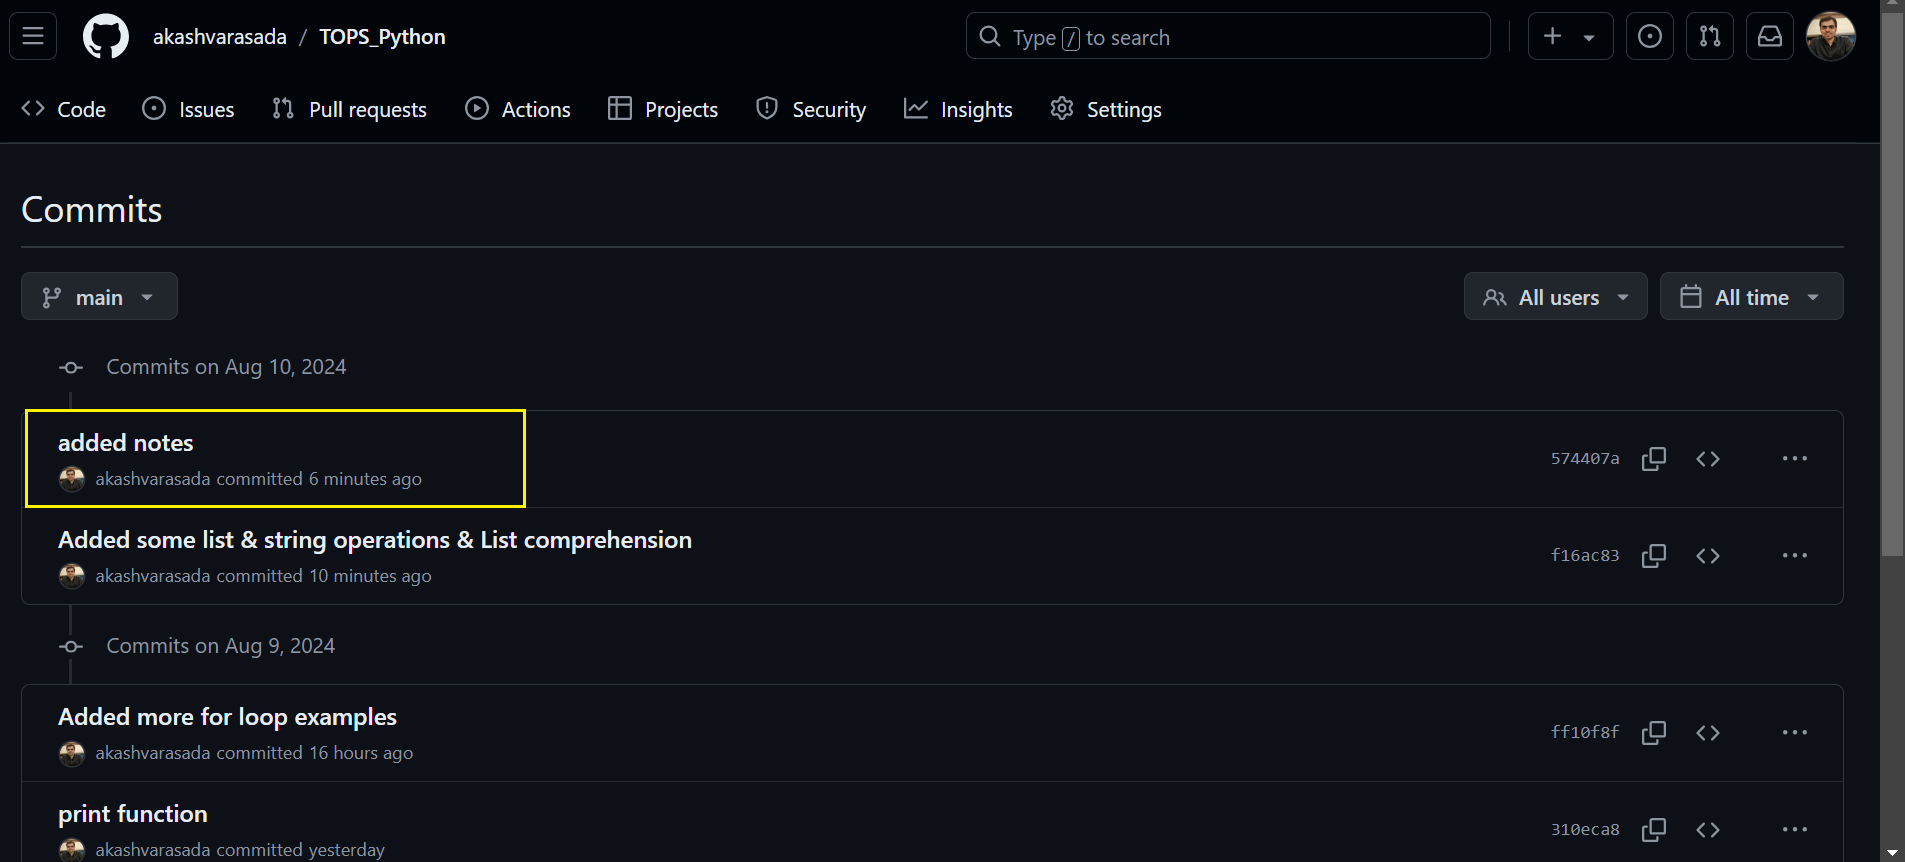 akashvarasada / TOPS_Python
Type / to search
Code Issues Pull requests Actions Projects Security Insights Settings
Commits
main All users All time
Commits on Aug 10, 2024
added notes
akashvarasada committed 6 minutes ago
574407a
Added some list & string operations & List comprehension
akashvarasada committed 10 minutes ago
f16ac83
Commits on Aug 9, 2024
Added more for loop examples
akashvarasada committed 16 hours ago
ff10f8f
print function
akashvarasada committed yesterday
310eca8